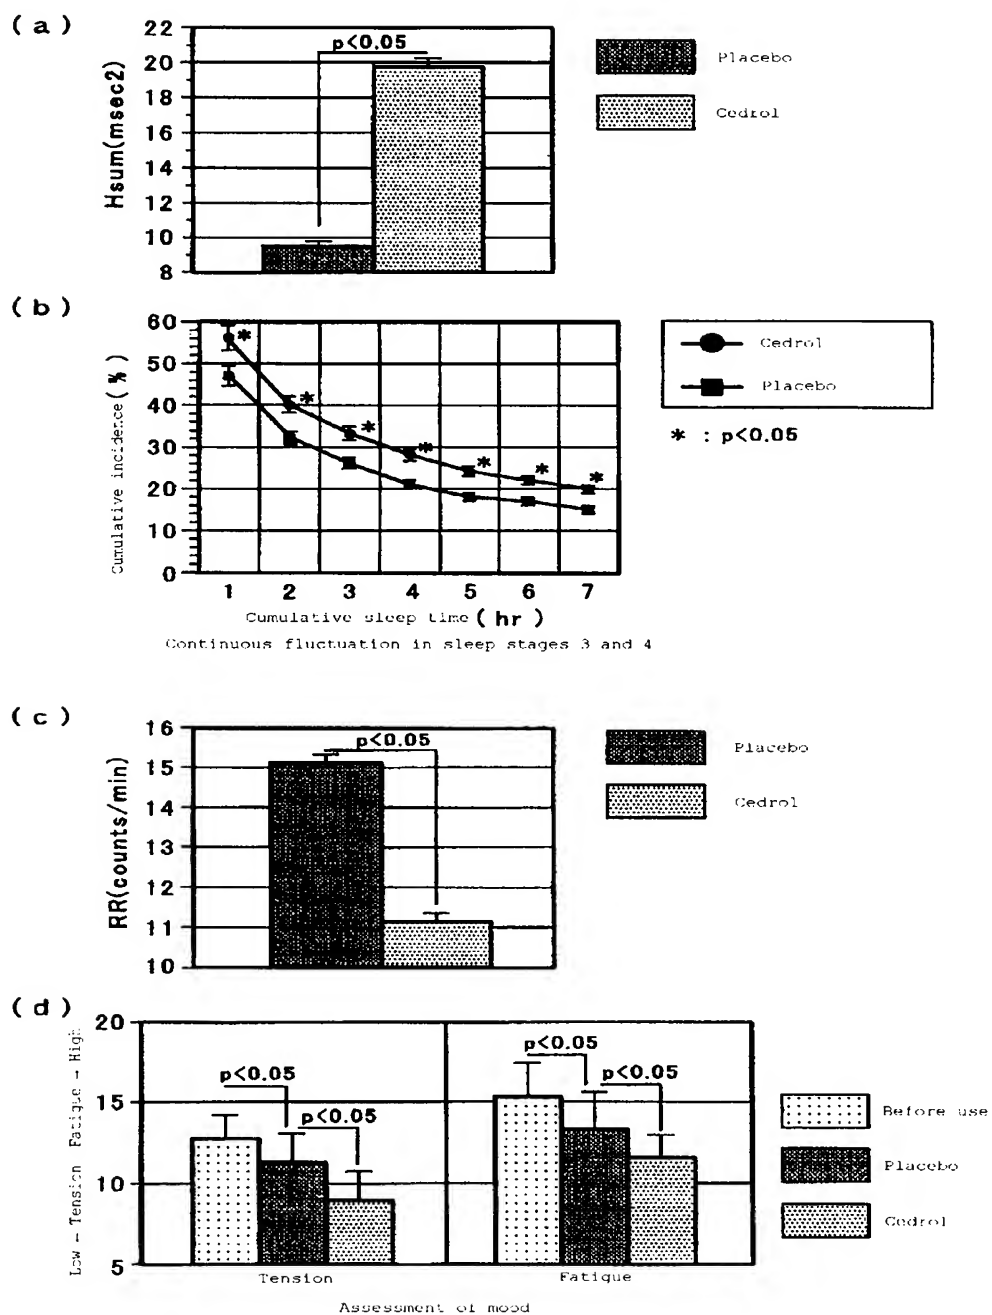 (a)
22
20
18
16
14
12
10
8
Hsum(msec2)
p<0.05
Placebo
Cedrol
(b)
60
50
40
30
20
10
0
Cumulative incidence(%)
*
*
*
*
*
*
*
1 2 3 4 5 6 7
Cumulative sleep time(hr)
Continuous fluctuation in sleep stages 3 and 4
Cedrol
Placebo
* : p<0.05
(c)
16
15
14
13
12
11
10
RR(counts/min)
p<0.05
Placebo
Cedrol
(d)
20
15
10
5
Low ← Tension Fatigue → High
p<0.05
p<0.05
p<0.05
p<0.05
Tension Fatigue
Assessment of mood
Before use
Placebo
Cedrol